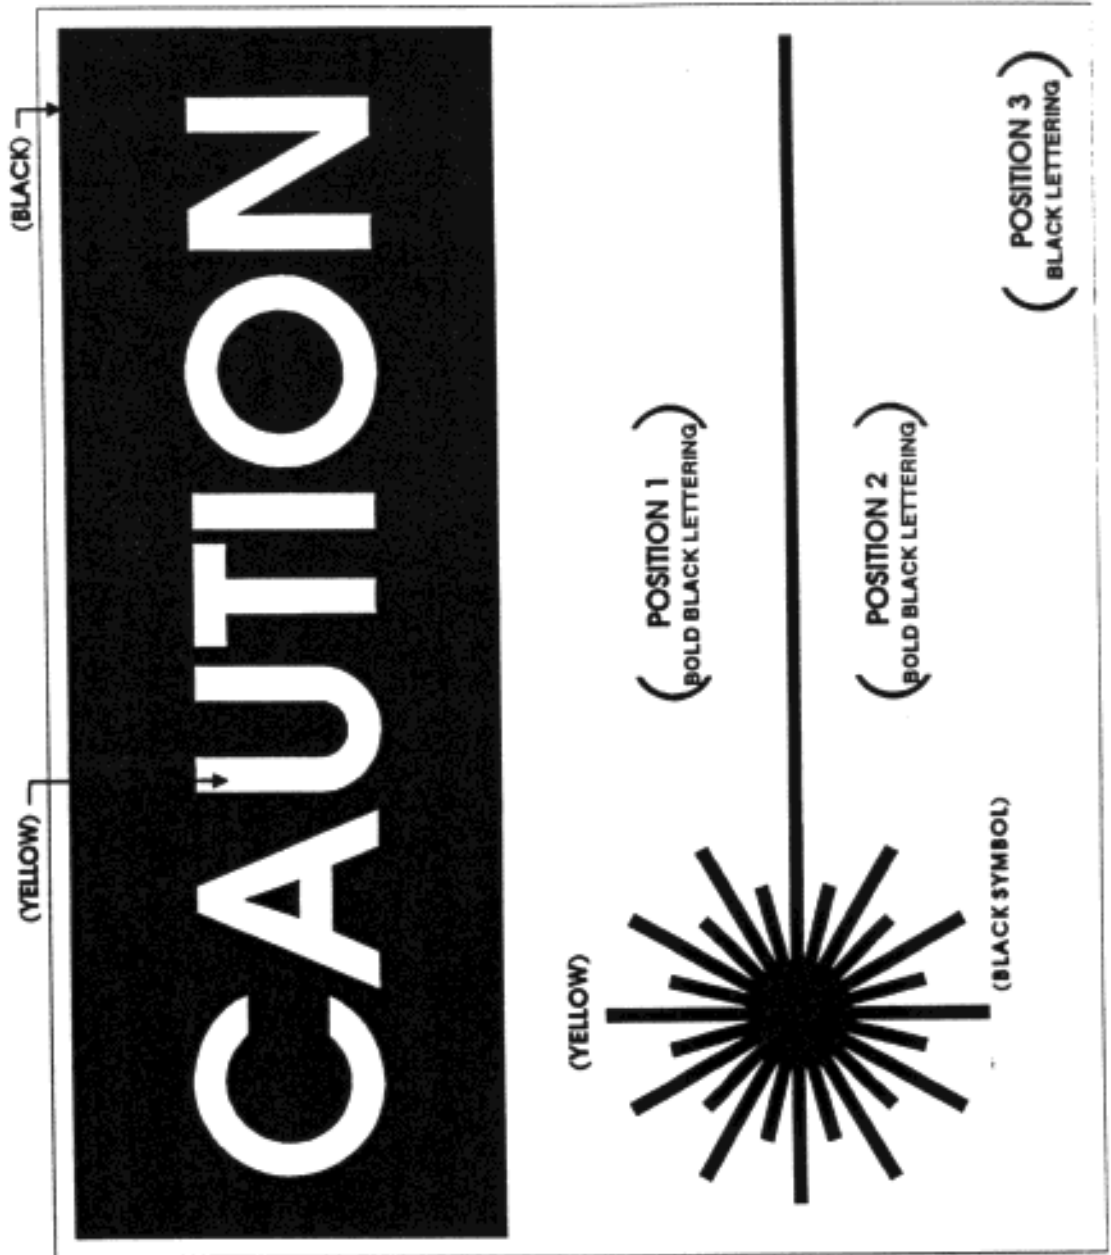 (BLACK)
(YELLOW)
CAUTION
(YELLOW)
POSITION 1
BOLD BLACK LETTERING
POSITION 2
BOLD BLACK LETTERING
(BLACK SYMBOL)
POSITION 3
BLACK LETTERING